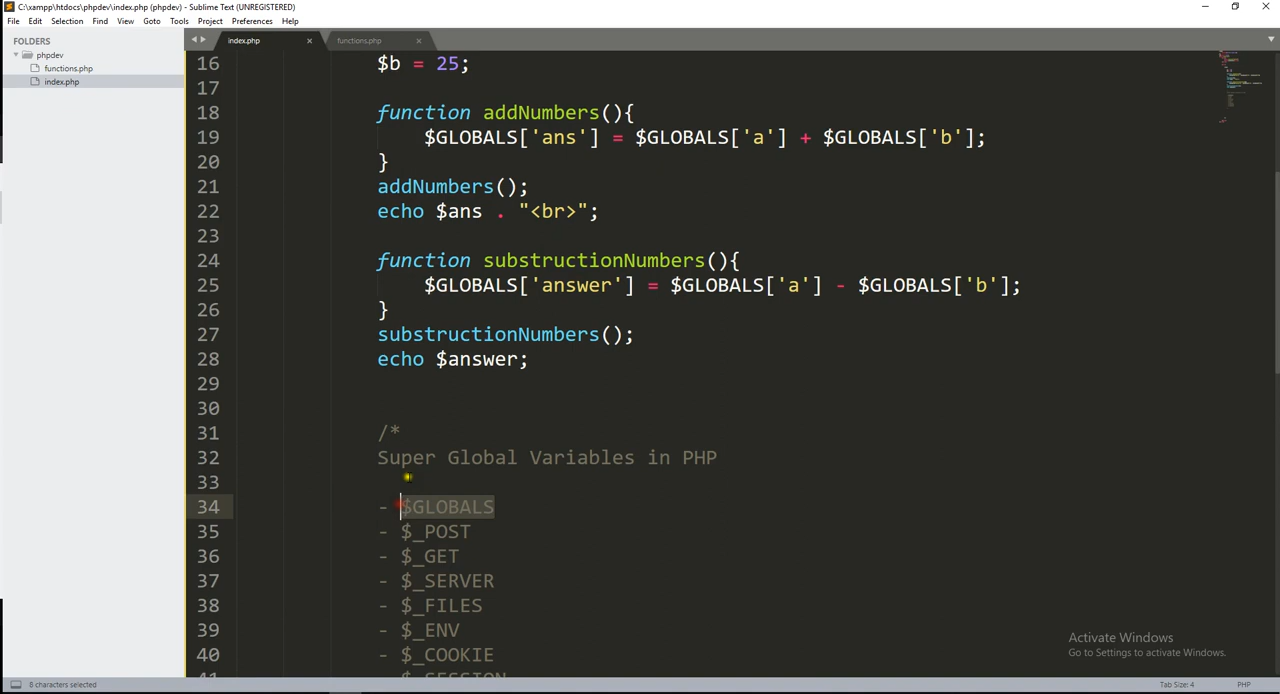 C:\xampp\htdocs\phpdev\index.php (phpdev) - Sublime Text (UNREGISTERED)
File Edit Selection Find View Goto Tools Project Preferences Help
FOLDERS
phpdev
functions.php
index.php
index.php functions.php
16 $b = 25;
17
18 function addNumbers(){
19 $GLOBALS['ans'] = $GLOBALS['a'] + $GLOBALS['b'];
20 }
21 addNumbers();
22 echo $ans . "<br>";
23
24 function substructionNumbers(){
25 $GLOBALS['answer'] = $GLOBALS['a'] - $GLOBALS['b'];
26 }
27 substructionNumbers();
28 echo $answer;
29
30
31 /*
32 Super Global Variables in PHP
33
34 - $GLOBALS
35 - $_POST
36 - $_GET
37 - $_SERVER
38 - $_FILES
39 - $_ENV
40 - $_COOKIE
Activate Windows
Go to Settings to activate Windows.
8 characters selected
Tab Size: 4
PHP